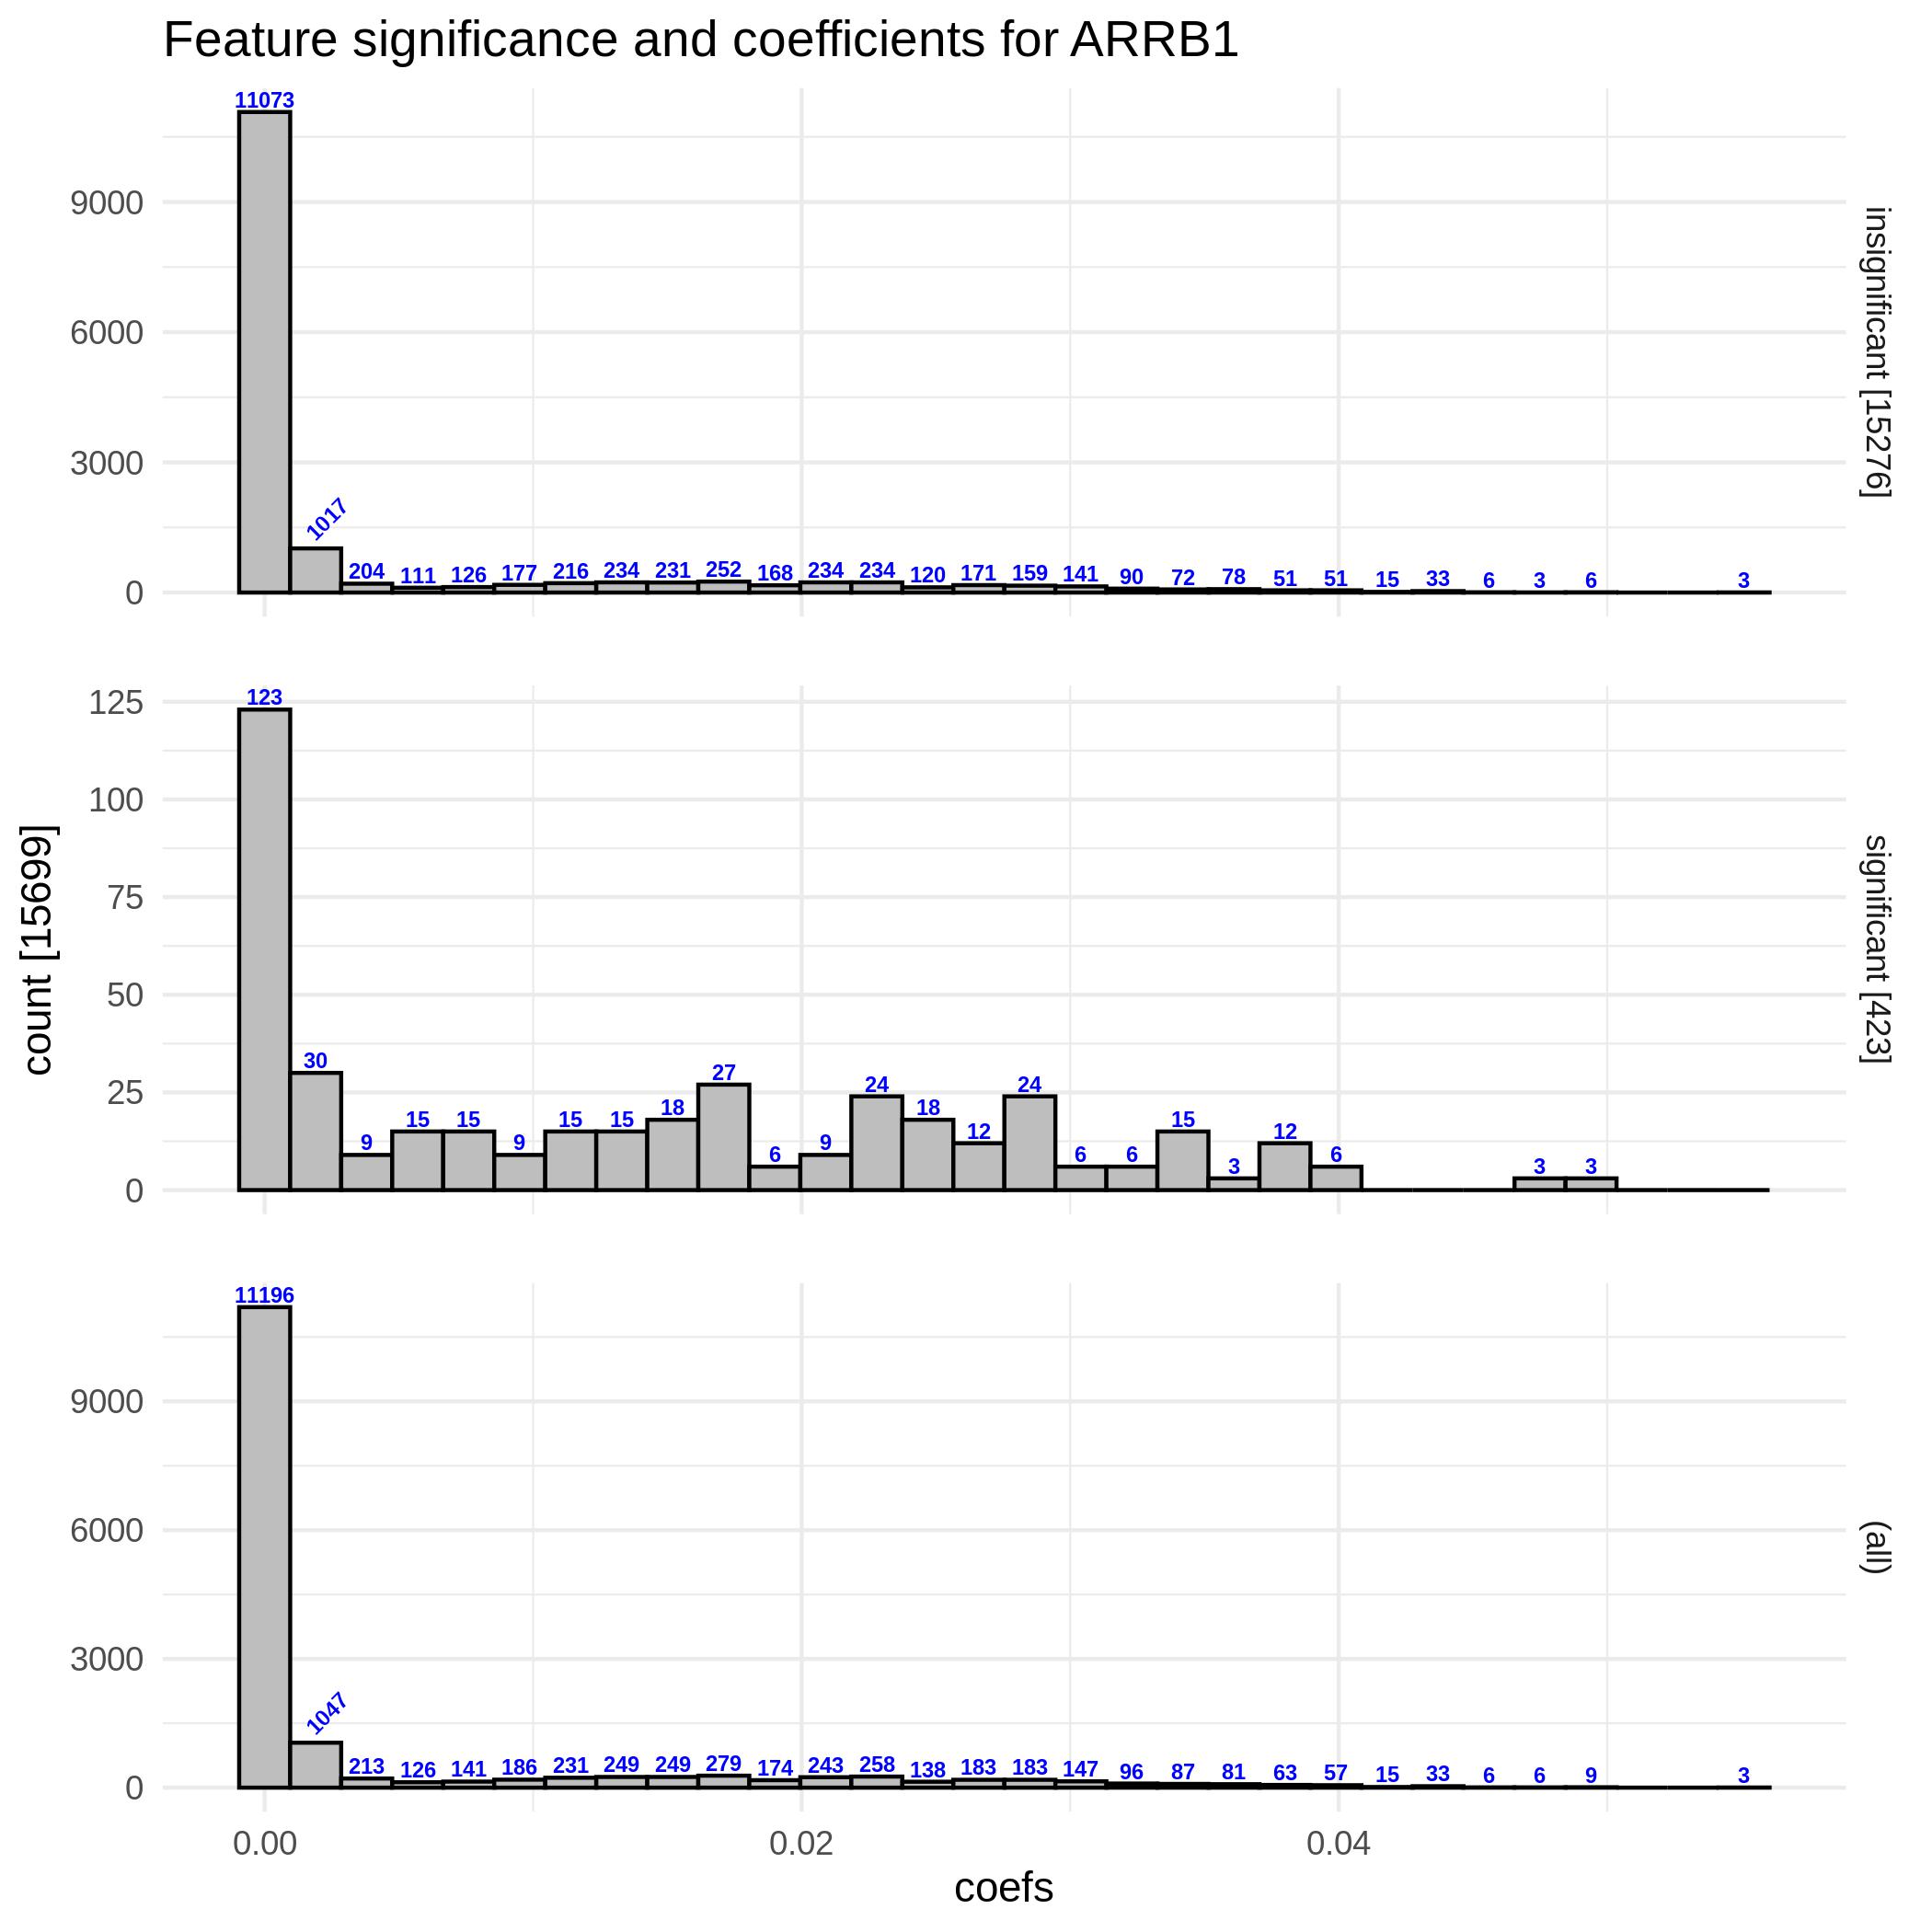 Feature significance and coefficients for ARRB1
11073
9000
6000
3000
0
1017
204 111 126 177 216 234 231 252 168 234 234 120 171 159 141 90 72 78 51 51 15 33 6 3 6 3
insignificant [15276]
count [15699]
125
100
75
50
25
0
123
30 9 15 15 9 15 15 18 27 6 9 24 18 12 24 6 6 15 3 12 6 3 3
significant [423]
11196
9000
6000
3000
0
1047
213 126 141 186 231 249 249 279 174 243 258 138 183 183 147 96 87 81 63 57 15 33 6 6 9 3
(all)
0.00 0.02 0.04
coefs